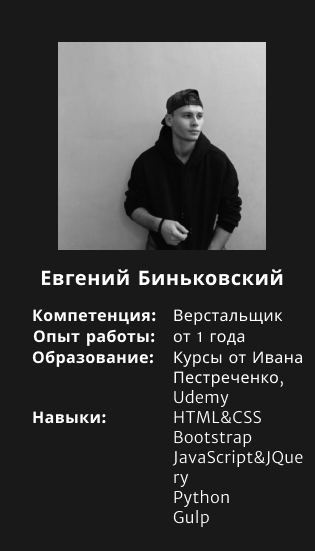 Евгений Биньковский
Компетенция: Верстальщик
Опыт работы: от 1 года
Образование: Курсы от Ивана
Пестреченко,
Udemy
Навыки: HTML&CSS
Bootstrap
JavaScript&JQue
ry
Python
Gulp